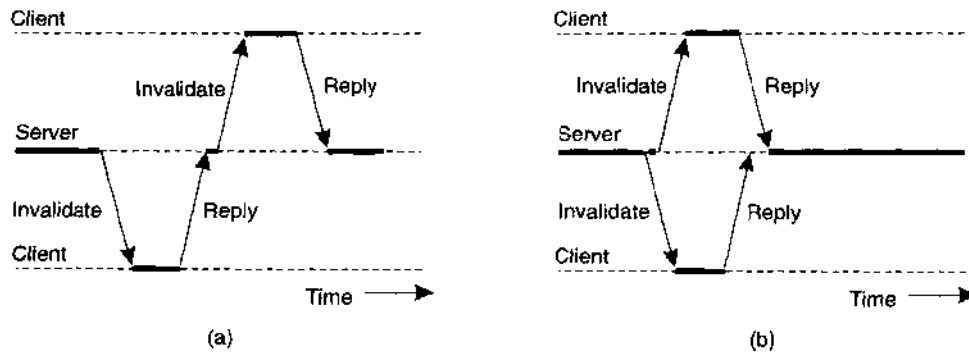 Client
Invalidate
Reply
Server
Invalidate
Reply
Client
Time
(a)
Client
Invalidate
Reply
Server
Invalidate
Reply
Client
Time
(b)